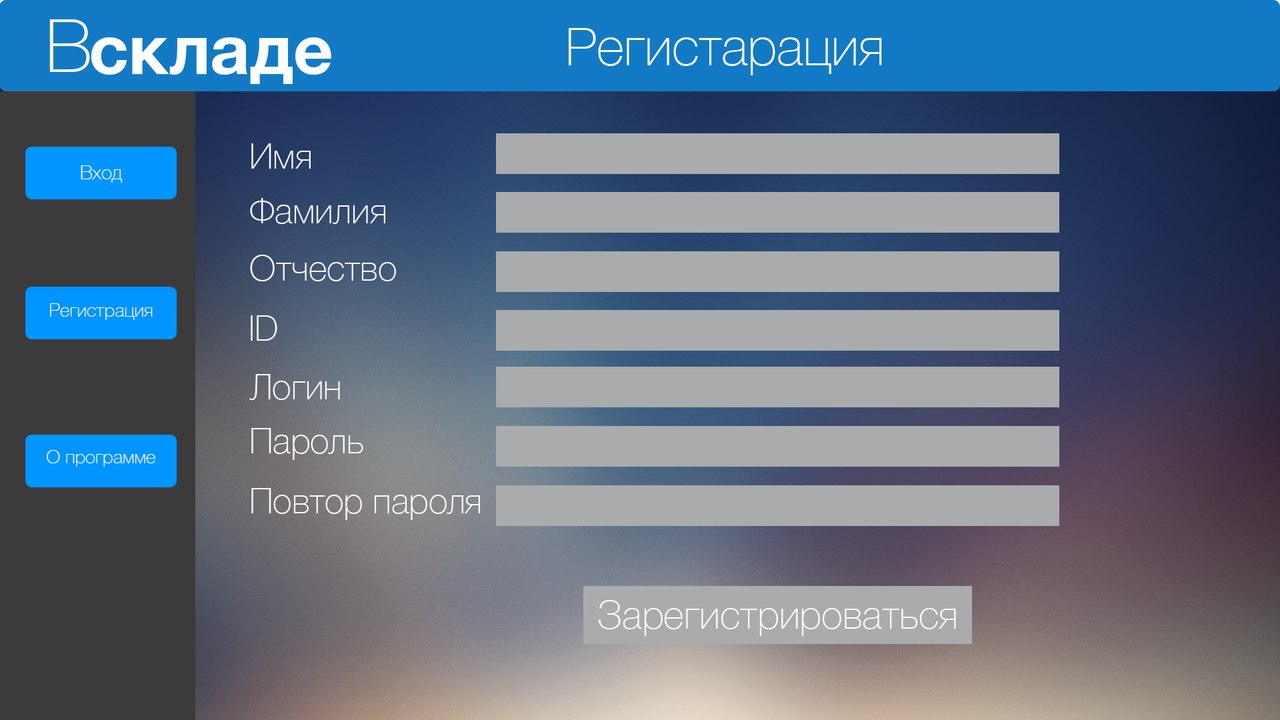 Вскладе
Регистарация
Вход
Регистрация
О программе
Имя
Фамилия
Отчество
ID
Логин
Пароль
Повтор пароля
Зарегистрироваться